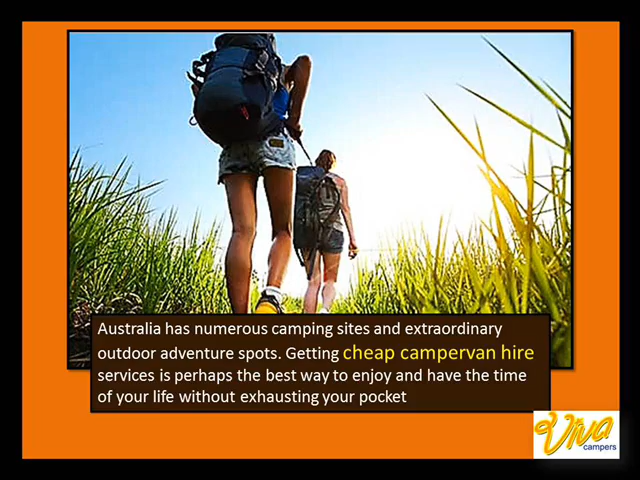 Australia has numerous camping sites and extraordinary
outdoor adventure spots. Getting cheap campervan hire
services is perhaps the best way to enjoy and have the time
of your life without exhausting your pocket
Viva
campers